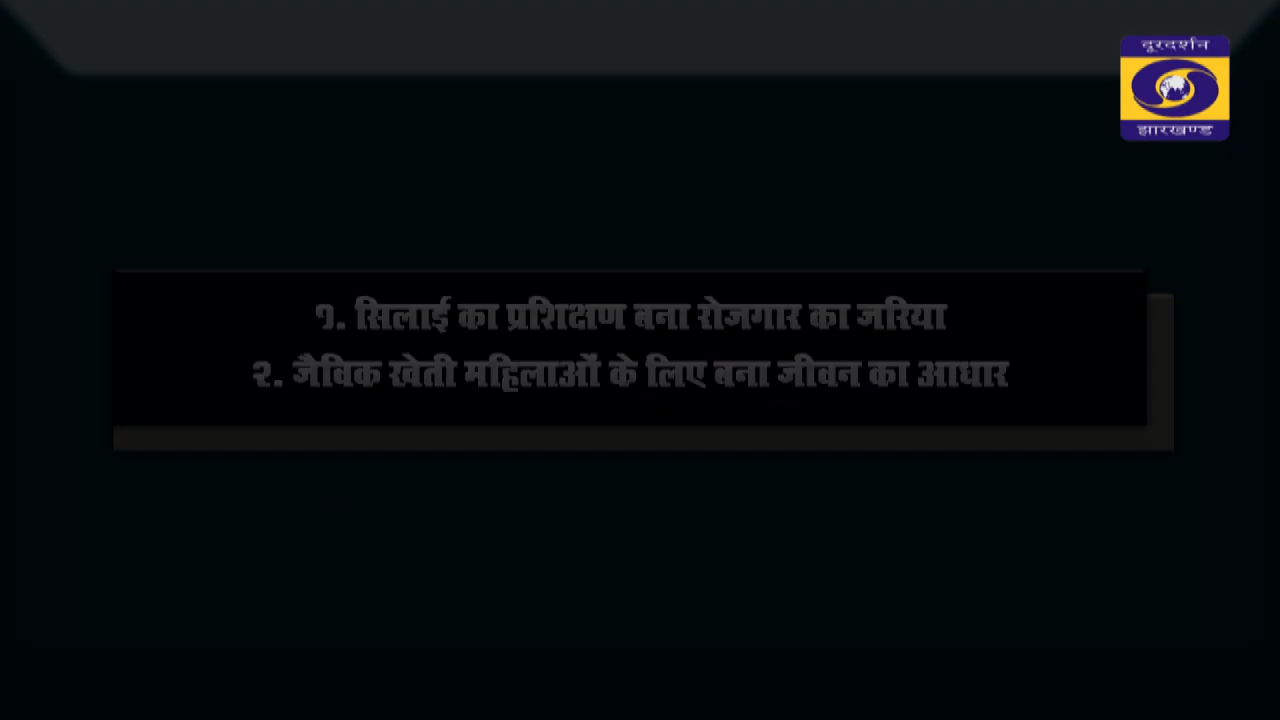 दूरदर्शन
झारखण्ड
१. सिलाई का प्रशिक्षण बना रोजगार का जरिया
२. जैविक खेती महिलाओं के लिए बना जीवन का आधार